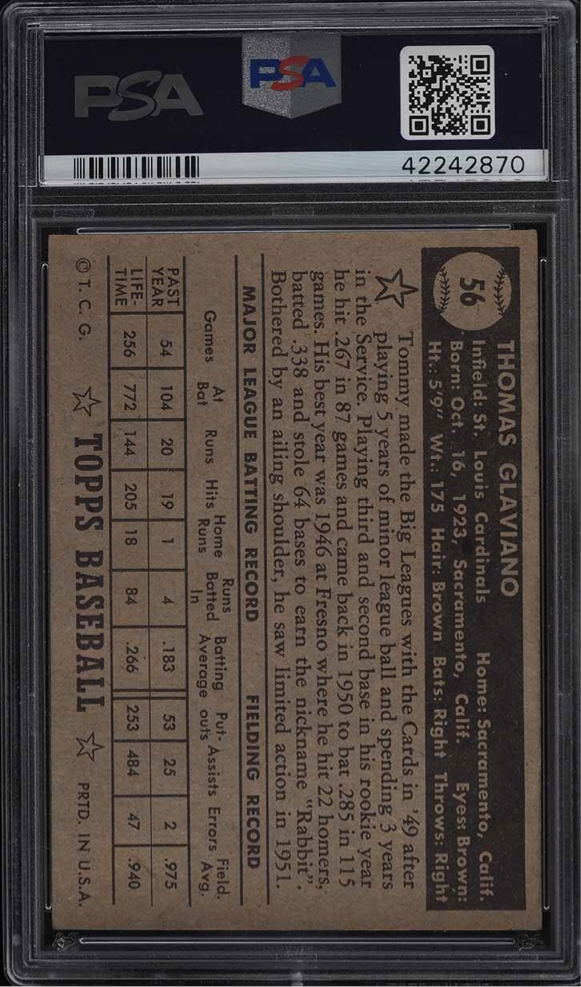 PSA
PSA
42242870
56
THOMAS GLAVIANO
Infield: St. Louis Cardinals Home: Sacramento, Calif.
Born: Oct. 16, 1923, Sacramento, Calif. Eyes: Brown:
Ht.: 5'9" Wt.: 175 Hair: Brown Bats: Right Throws: Right
Tommy made the Big Leagues with the Cards in '49 after
playing 5 years of minor league ball and spending 3 years
in the Service. Playing third and second base in his rookie year
he hit .267 in 87 games and came back in 1950 to bat .285 in 115
games. His best year was 1946 at Fresno where he hit 22 homers,
batted .338 and stole 64 bases to earn the nickname "Rabbit".
Bothered by an ailing shoulder, he saw limited action in 1951.
MAJOR LEAGUE BATTING RECORD FIELDING RECORD
Games At Bat Runs Hits Home Runs Runs Batted In Batting Average Put-outs Assists Errors Field. Avg.
PAST YEAR 54 104 20 19 1 4 .183 53 25 2 .975
LIFE-TIME 256 772 144 205 18 84 .266 253 484 47 .940
© T. C. G. TOPPS BASEBALL PRTD. IN U.S.A.